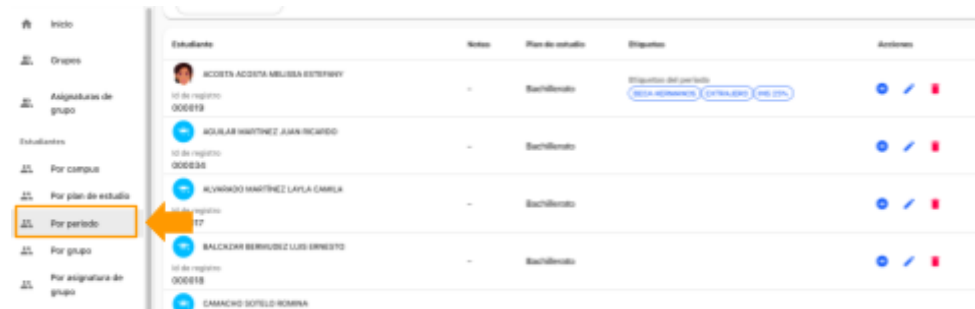 Inicio
Grupos
Asignaturas de
grupo
Estudiantes
Por campus
Por plan de estudio
Por periodo
Por grupo
Por asignatura de
grupo
Estudiante Notas Plan de estudio Etiquetas Acciones
ACOSTA ACOSTA MELISSA ESTEFANY
Id de registro
000019
- Bachillerato
Etiquetas del periodo
BECA HERMANOS EXTRAJERO INS 25%
AGUILAR MARTINEZ JUAN RICARDO
Id de registro
000034
- Bachillerato
ALVARADO MARTÍNEZ LAYLA CAMILA
Id de registro
17
- Bachillerato
BALCAZAR BERMUDEZ LUIS ERNESTO
Id de registro
000018
- Bachillerato
CAMACHO SOTELO ROMINA